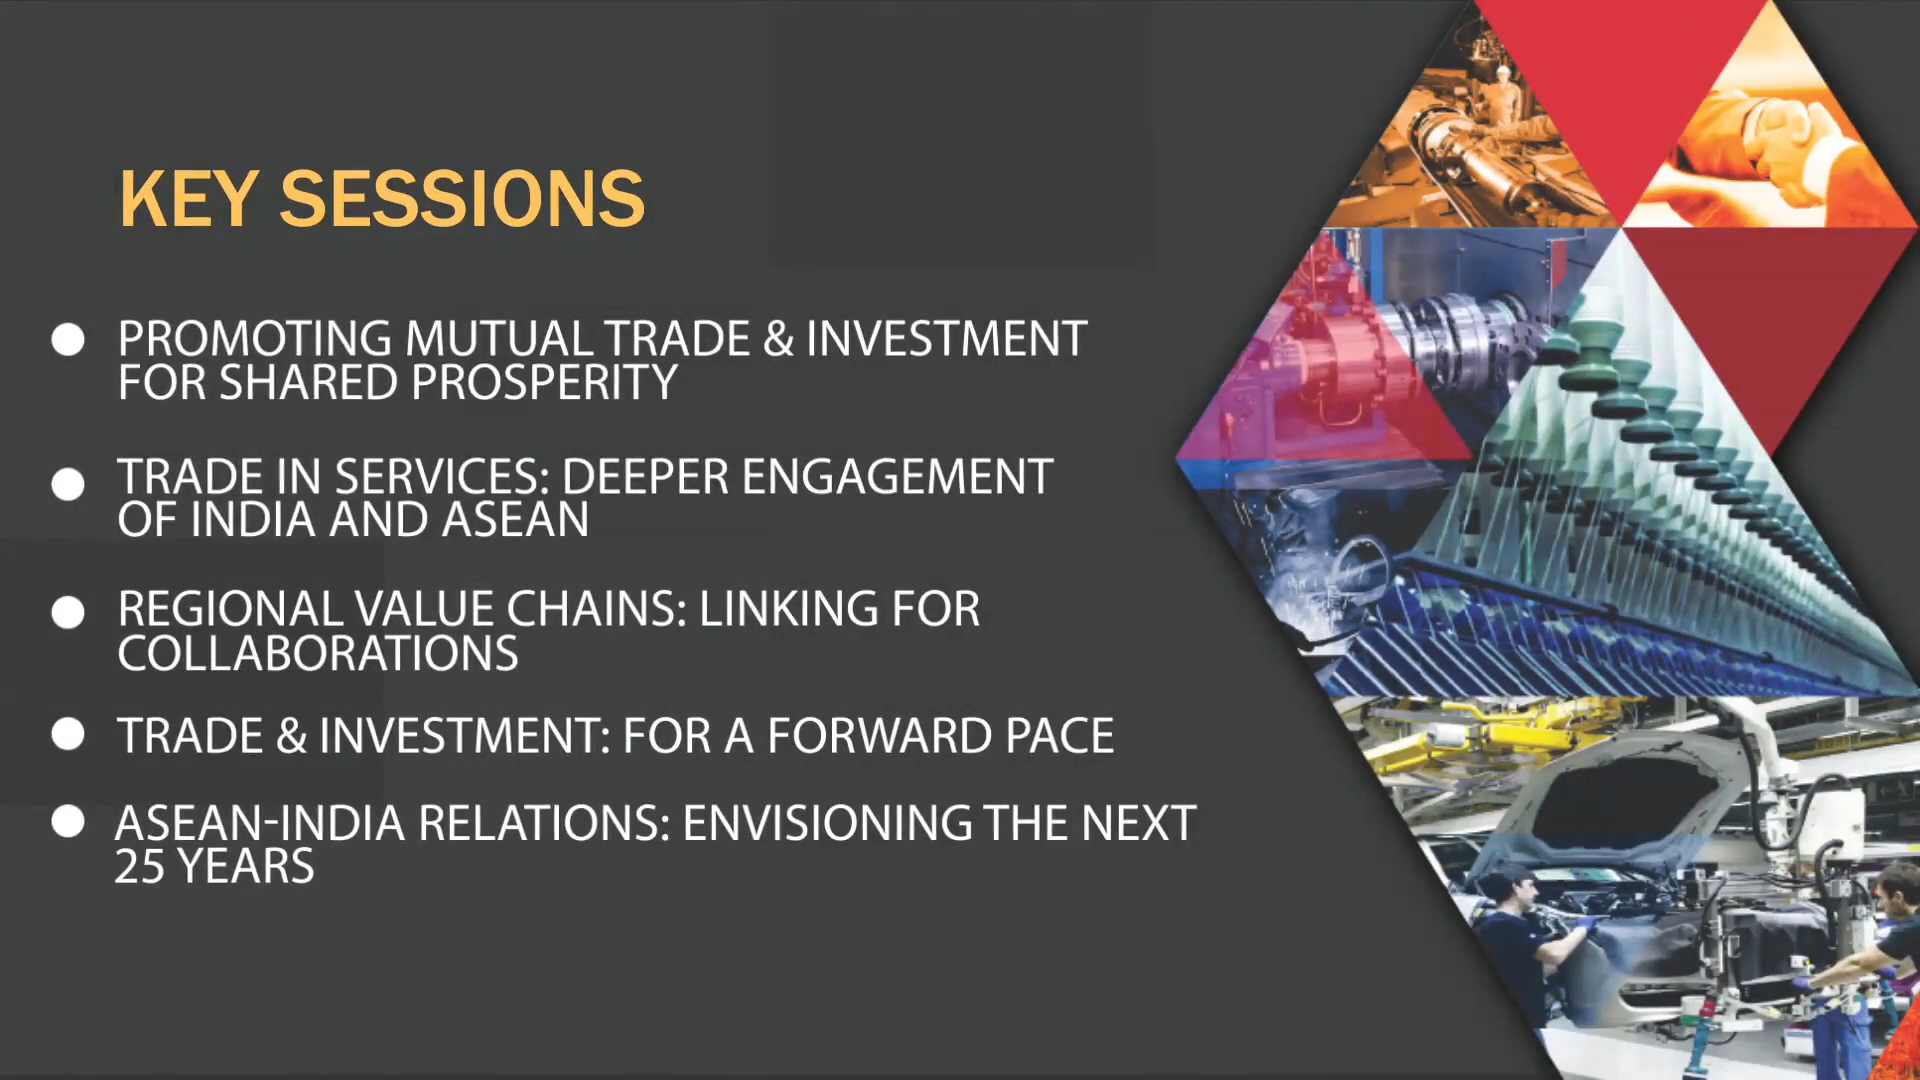 KEY SESSIONS
PROMOTING MUTUAL TRADE & INVESTMENT
FOR SHARED PROSPERITY
TRADE IN SERVICES: DEEPER ENGAGEMENT
OF INDIA AND ASEAN
REGIONAL VALUE CHAINS: LINKING FOR
COLLABORATIONS
TRADE & INVESTMENT: FOR A FORWARD PACE
ASEAN-INDIA RELATIONS: ENVISIONING THE NEXT
25 YEARS